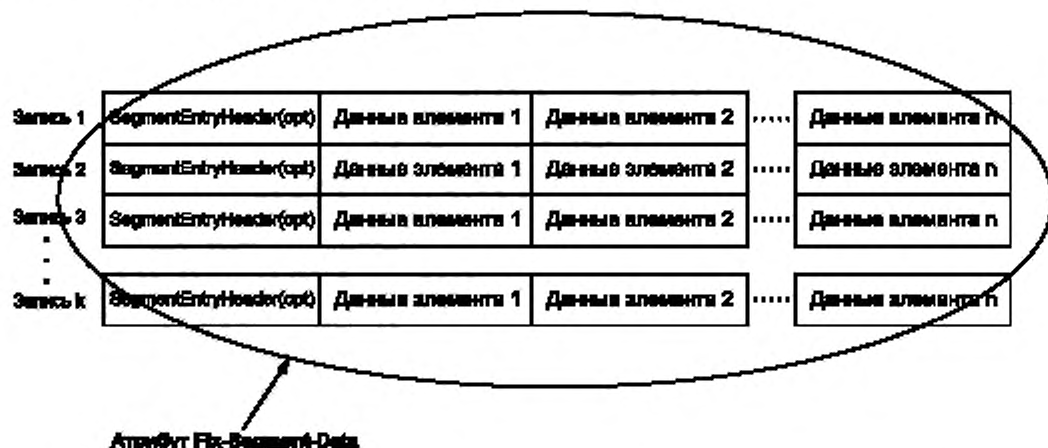 Запись 1 SegmentEntryHeader(opt) Данные элемента 1 Данные элемента 2 ...... Данные элемента n
Запись 2 SegmentEntryHeader(opt) Данные элемента 1 Данные элемента 2 ...... Данные элемента n
Запись 3 SegmentEntryHeader(opt) Данные элемента 1 Данные элемента 2 ...... Данные элемента n
Запись k SegmentEntryHeader(opt) Данные элемента 1 Данные элемента 2 ...... Данные элемента n
Атрибут Fix-Segment-Data